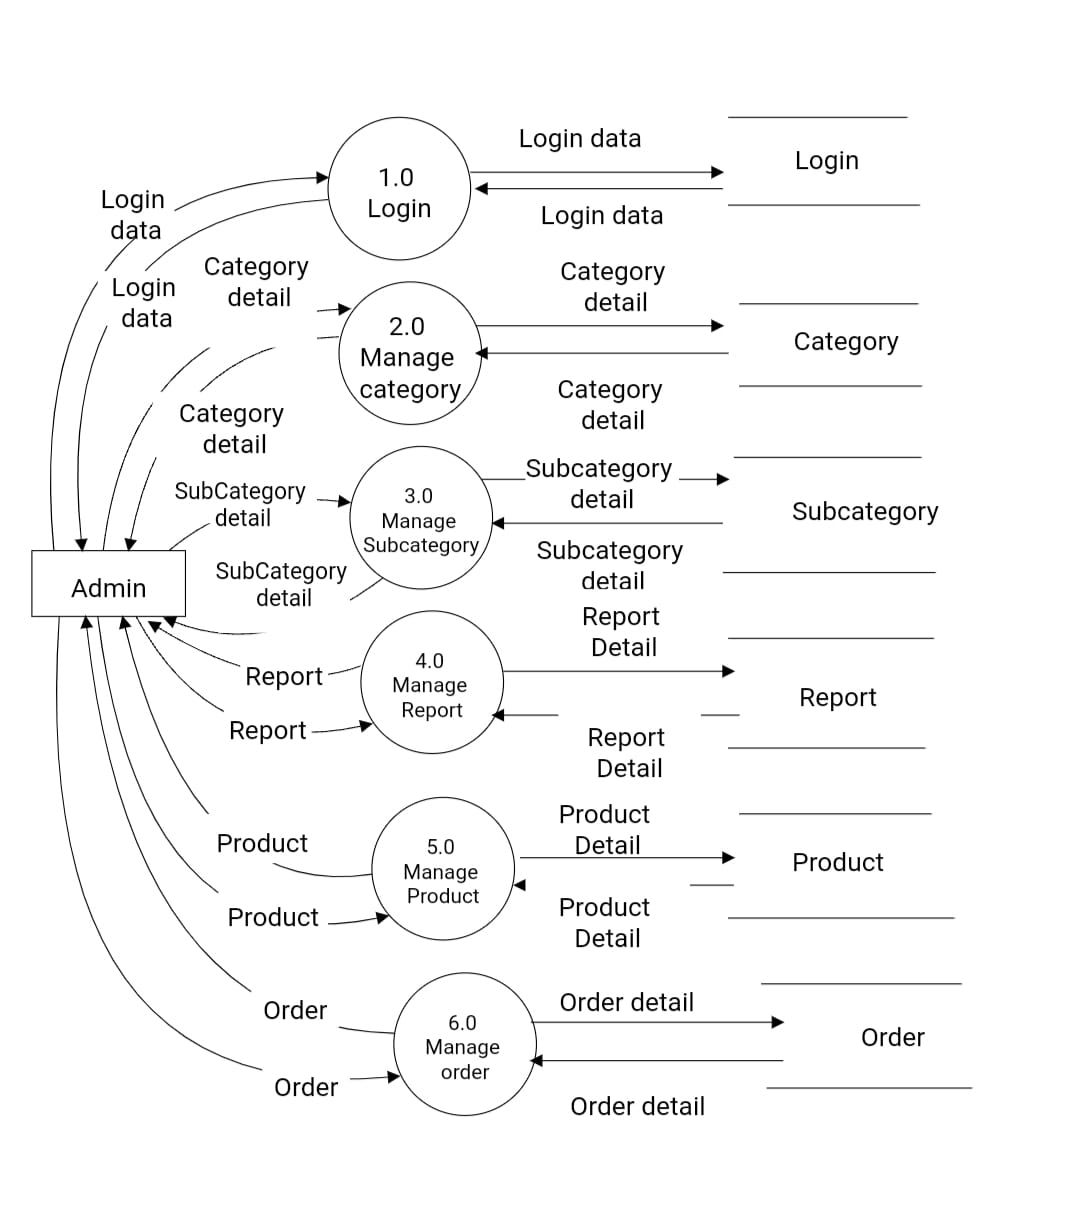 Login data
Login
1.0
Login
Login
data
Login data
Login
data
Category
detail
Category
detail
2.0
Manage
category
Category
Category
detail
Category
detail
SubCategory
detail
3.0
Manage
Subcategory
Subcategory
detail
Subcategory
Subcategory
detail
SubCategory
detail
Admin
Report
Detail
4.0
Manage
Report
Report
Report
Report
Report
Detail
Product
Detail
5.0
Manage
Product
Product
Product
Product
Product
Detail
Order
6.0
Manage
order
Order detail
Order
Order
Order detail